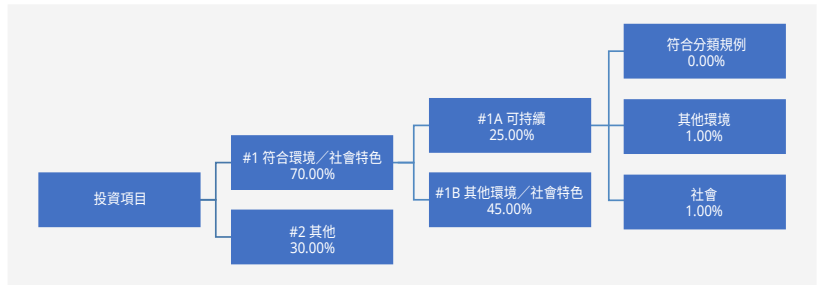 投資項目
#1 符合環境／社會特色
70.00%
#2 其他
30.00%
#1A 可持續
25.00%
#1B 其他環境／社會特色
45.00%
符合分類規例
0.00%
其他環境
1.00%
社會
1.00%